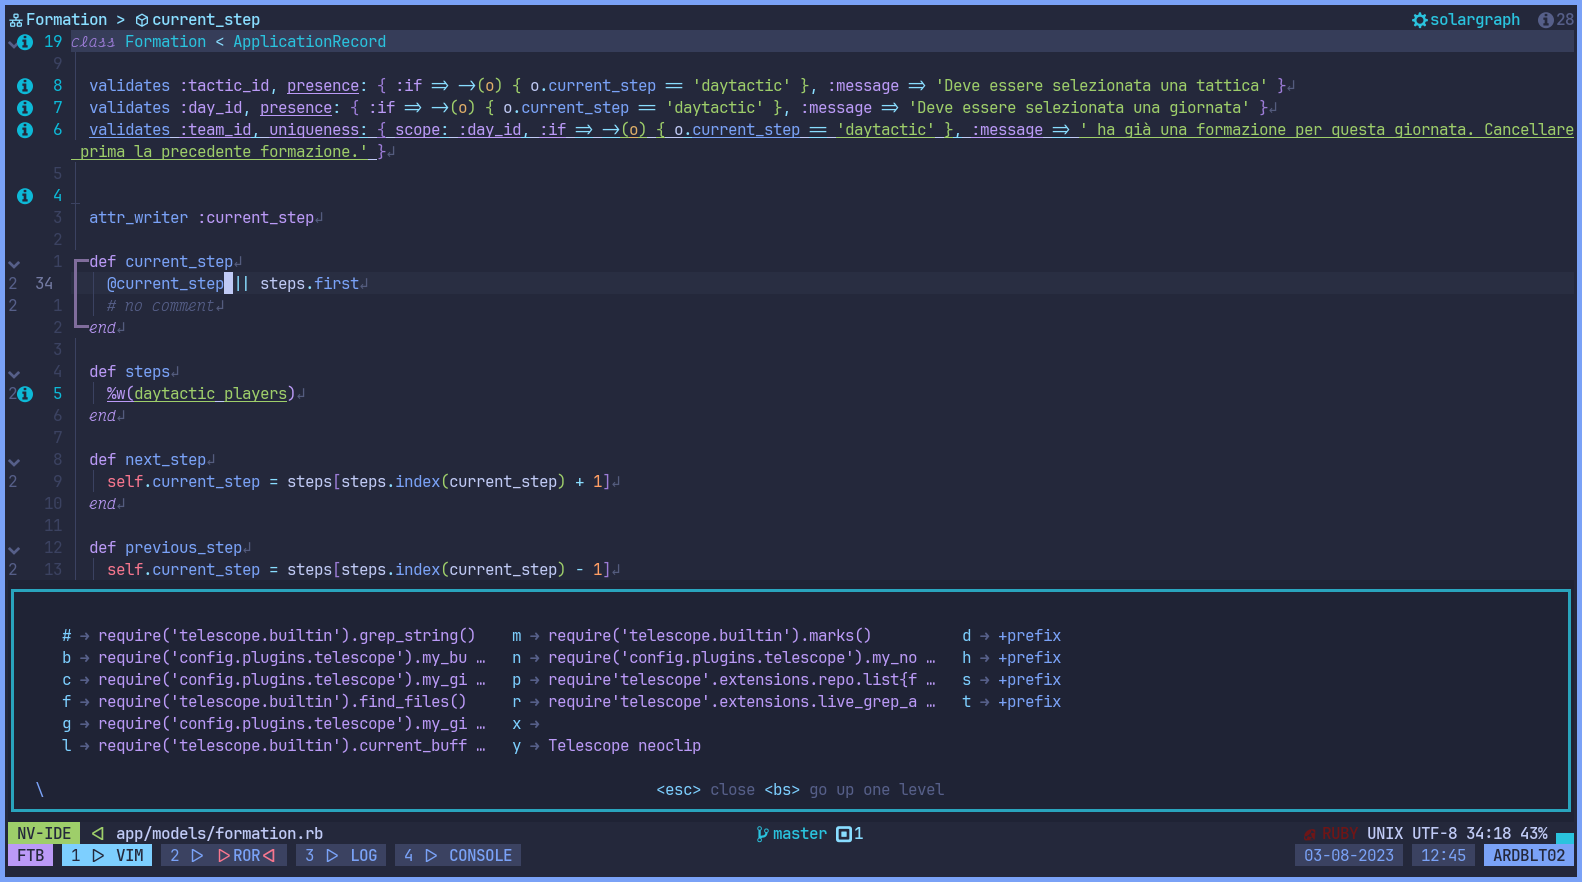 Formation > current_step solargraph 28
19 class Formation < ApplicationRecord
9
8 validates :tactic_id, presence: { :if => ->(o) { o.current_step == 'daytactic' }, :message => 'Deve essere selezionata una tattica' }
7 validates :day_id, presence: { :if => ->(o) { o.current_step == 'daytactic' }, :message => 'Deve essere selezionata una giornata' }
6 validates :team_id, uniqueness: { scope: :day_id, :if => ->(o) { o.current_step == 'daytactic' }, :message => ' ha già una formazione per questa giornata. Cancellare
prima la precedente formazione.' }
5
4
3 attr_writer :current_step
2
1 def current_step
2 34 @current_step || steps.first
2 1 # no comment
2 end
3
4 def steps
2 5 %w(daytactic players)
6 end
7
8 def next_step
2 9 self.current_step = steps[steps.index(current_step) + 1]
10 end
11
12 def previous_step
2 13 self.current_step = steps[steps.index(current_step) - 1]
# → require('telescope.builtin').grep_string() m → require('telescope.builtin').marks() d → +prefix
b → require('config.plugins.telescope').my_bu … n → require('config.plugins.telescope').my_no … h → +prefix
c → require('config.plugins.telescope').my_gi … p → require'telescope'.extensions.repo.list{f … s → +prefix
f → require('telescope.builtin').find_files() r → require'telescope'.extensions.live_grep_a … t → +prefix
g → require('config.plugins.telescope').my_gi … x →
l → require('telescope.builtin').current_buff … y → Telescope neoclip
\ <esc> close <bs> go up one level
NV-IDE app/models/formation.rb master 1 RUBY UNIX UTF-8 34:18 43%
FTB 1 VIM 2 ROR 3 LOG 4 CONSOLE 03-08-2023 12:45 ARDBLT02